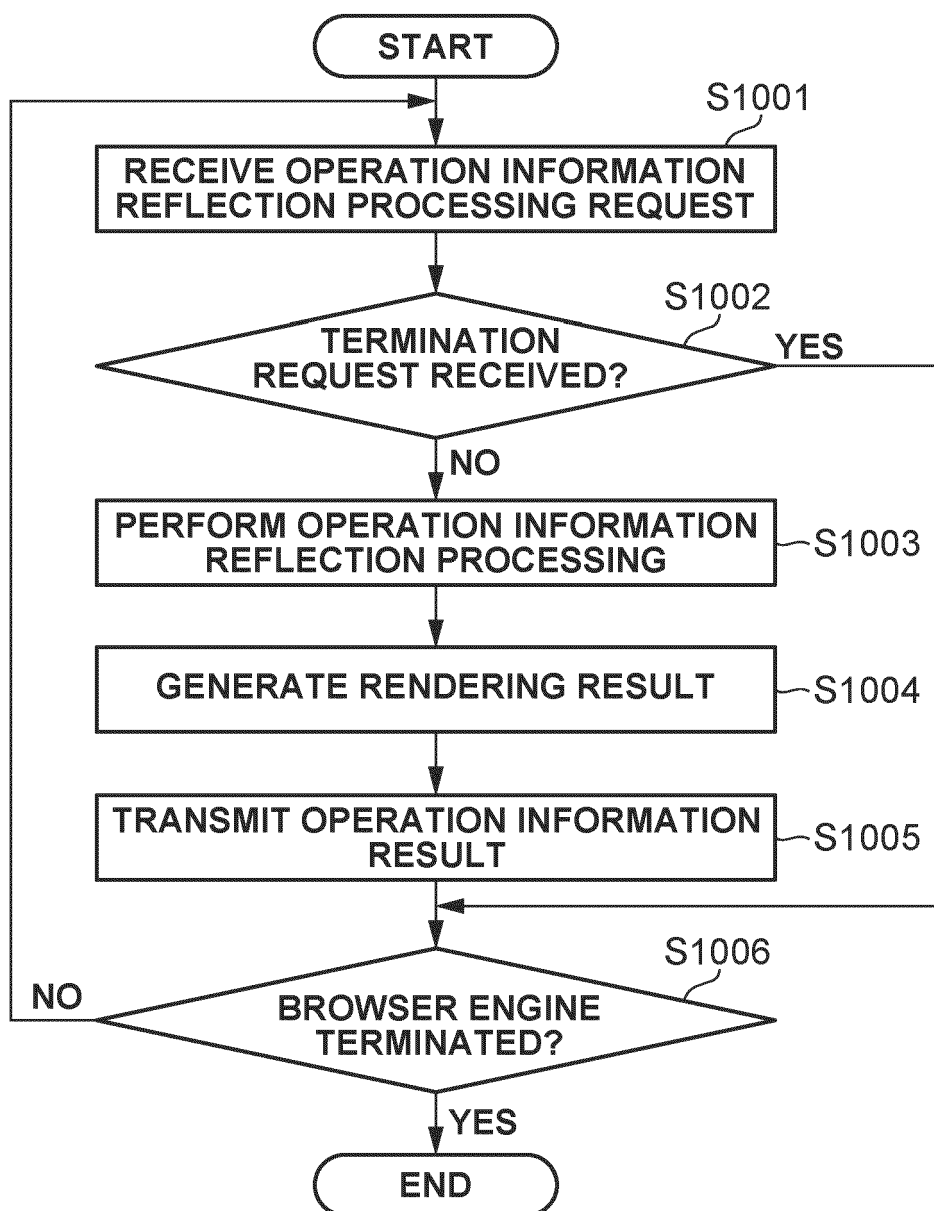 START
S1001
RECEIVE OPERATION INFORMATION
REFLECTION PROCESSING REQUEST
S1002
TERMINATION
REQUEST RECEIVED?
YES
NO
PERFORM OPERATION INFORMATION
REFLECTION PROCESSING
S1003
GENERATE RENDERING RESULT
S1004
TRANSMIT OPERATION INFORMATION
RESULT
S1005
S1006
NO
BROWSER ENGINE
TERMINATED?
YES
END